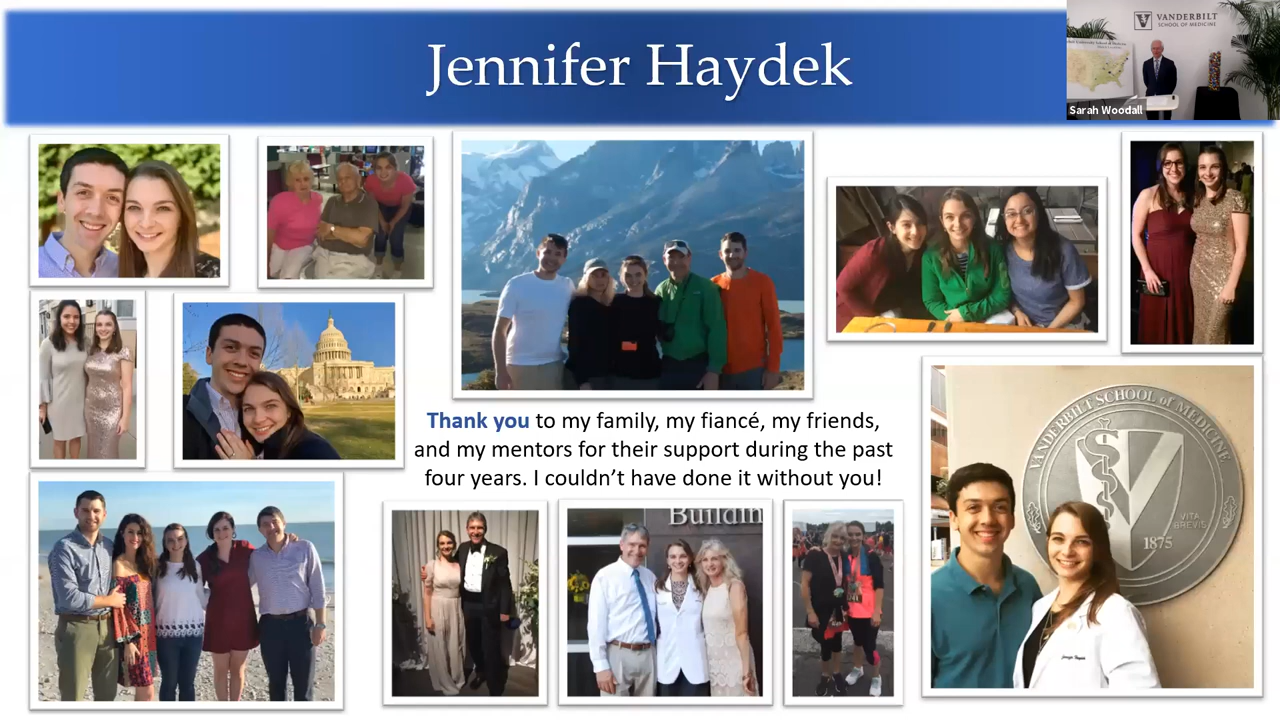 Jennifer Haydek
VANDERBILT
SCHOOL OF MEDICINE
Sarah Woodall
Thank you to my family, my fiancé, my friends,
and my mentors for their support during the past
four years. I couldn't have done it without you!
VANDERBILT SCHOOL of MEDICINE
VITA
BREVIS
1875
Buildin